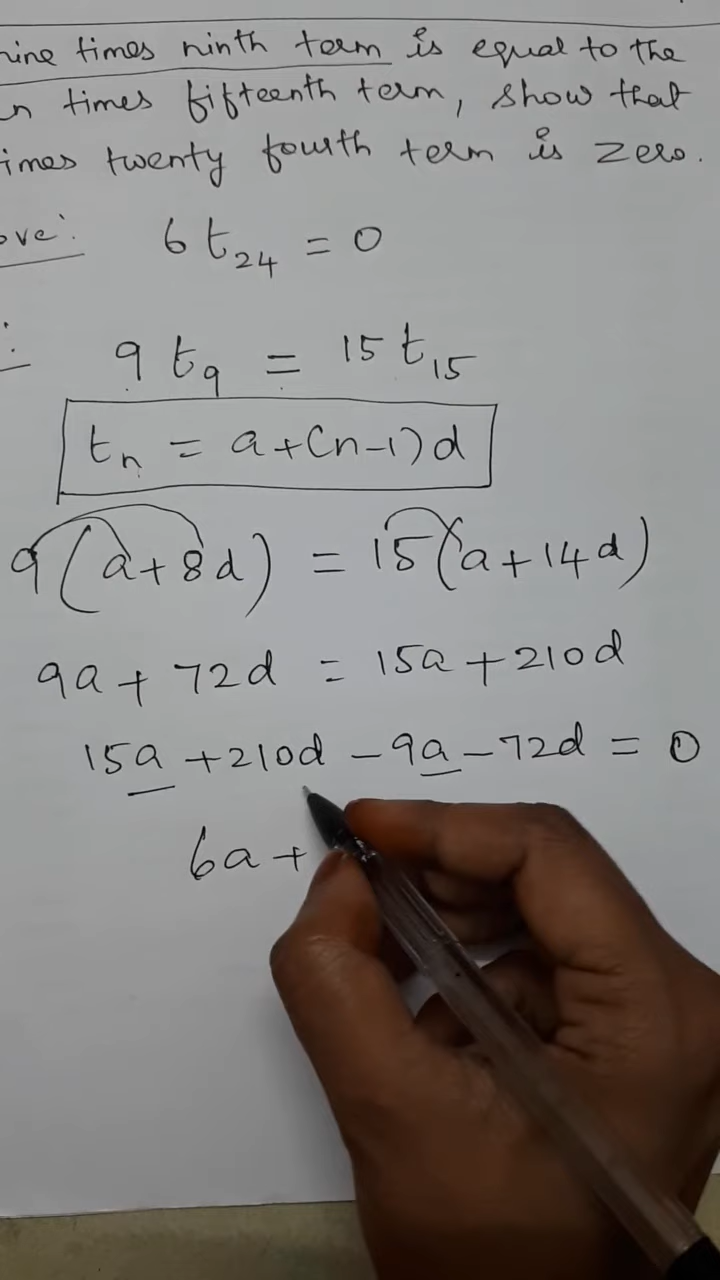 nine times ninth term is equal to the
n times fifteenth term, show that
imes twenty fourth term is zero.
ove:
6 t₂₄ = 0
:
9 t₉ = 15 t₁₅
tₙ = a+(n-1)d
9(a+8d) = 15(a+14d)
9a + 72d = 15a + 210d
15a + 210d - 9a - 72d = 0
6a +